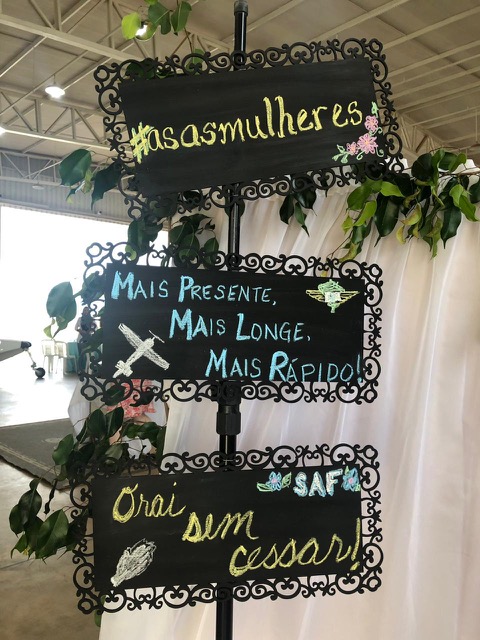 #asasmulheres
Mais Presente,
Mais Longe,
Mais Rápido!
SAF
Orai
sem
cessar!